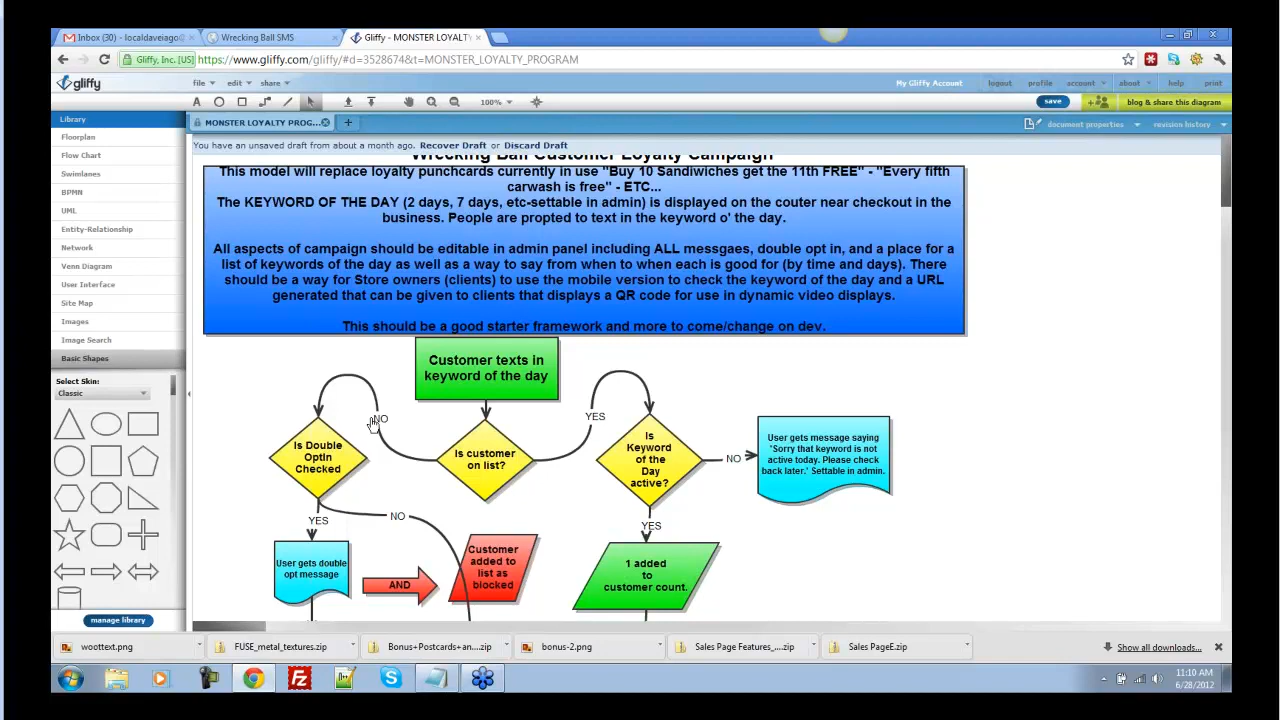 Inbox (30) - localdaveiago@
Wrecking Ball SMS
Gliffy - MONSTER LOYALTY
Gliffy, Inc. [US]
https://www.gliffy.com/gliffy/#d=3528674&t=MONSTER_LOYALTY_PROGRAM
gliffy
file
edit
share
My Gliffy Account
logout
profile
account
about
help
print
100%
save
blog & share this diagram
Library
MONSTER LOYALTY PROG...
document properties
revision history
Floorplan
Flow Chart
Swimlanes
BPMN
UML
Entity-Relationship
Network
Venn Diagram
User Interface
Site Map
Images
Image Search
Basic Shapes
Select Skin:
Classic
manage library
You have an unsaved draft from about a month ago. Recover Draft or Discard Draft
Wrecking Ball Customer Loyalty Campaign
This model will replace loyalty punchcards currently in use "Buy 10 Sandiwiches get the 11th FREE" - "Every fifth
carwash is free" - ETC...
The KEYWORD OF THE DAY (2 days, 7 days, etc-settable in admin) is displayed on the couter near checkout in the
business. People are propted to text in the keyword o' the day.
All aspects of campaign should be editable in admin panel including ALL messgaes, double opt in, and a place for a
list of keywords of the day as well as a way to say from when to when each is good for (by time and days). There
should be a way for Store owners (clients) to use the mobile version to check the keyword of the day and a URL
generated that can be given to clients that displays a QR code for use in dynamic video displays.
This should be a good starter framework and more to come/change on dev.
Customer texts in
keyword of the day
NO
YES
Is Double
OptIn
Checked
Is customer
on list?
Is
Keyword
of the
Day
active?
NO
User gets message saying
"Sorry that keyword is not
active today. Please check
back later." Settable in admin.
YES
NO
YES
User gets double
opt message
AND
Customer
added to
list as
blocked
1 added
to
customer count.
woottext.png
FUSE_metal_textures.zip
Bonus+Postcards+an....zip
bonus-2.png
Sales Page Features_....zip
Sales PageE.zip
Show all downloads...
11:10 AM
6/28/2012